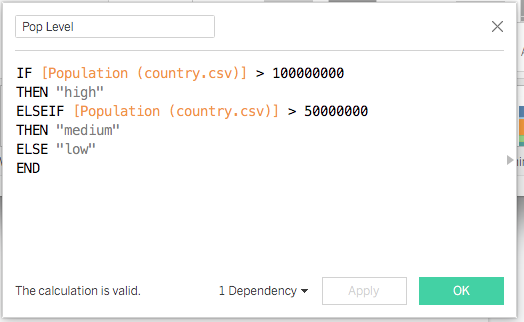 Pop Level
IF [Population (country.csv)] > 100000000
THEN "high"
ELSEIF [Population (country.csv)] > 50000000
THEN "medium"
ELSE "low"
END
The calculation is valid.
1 Dependency
Apply
OK